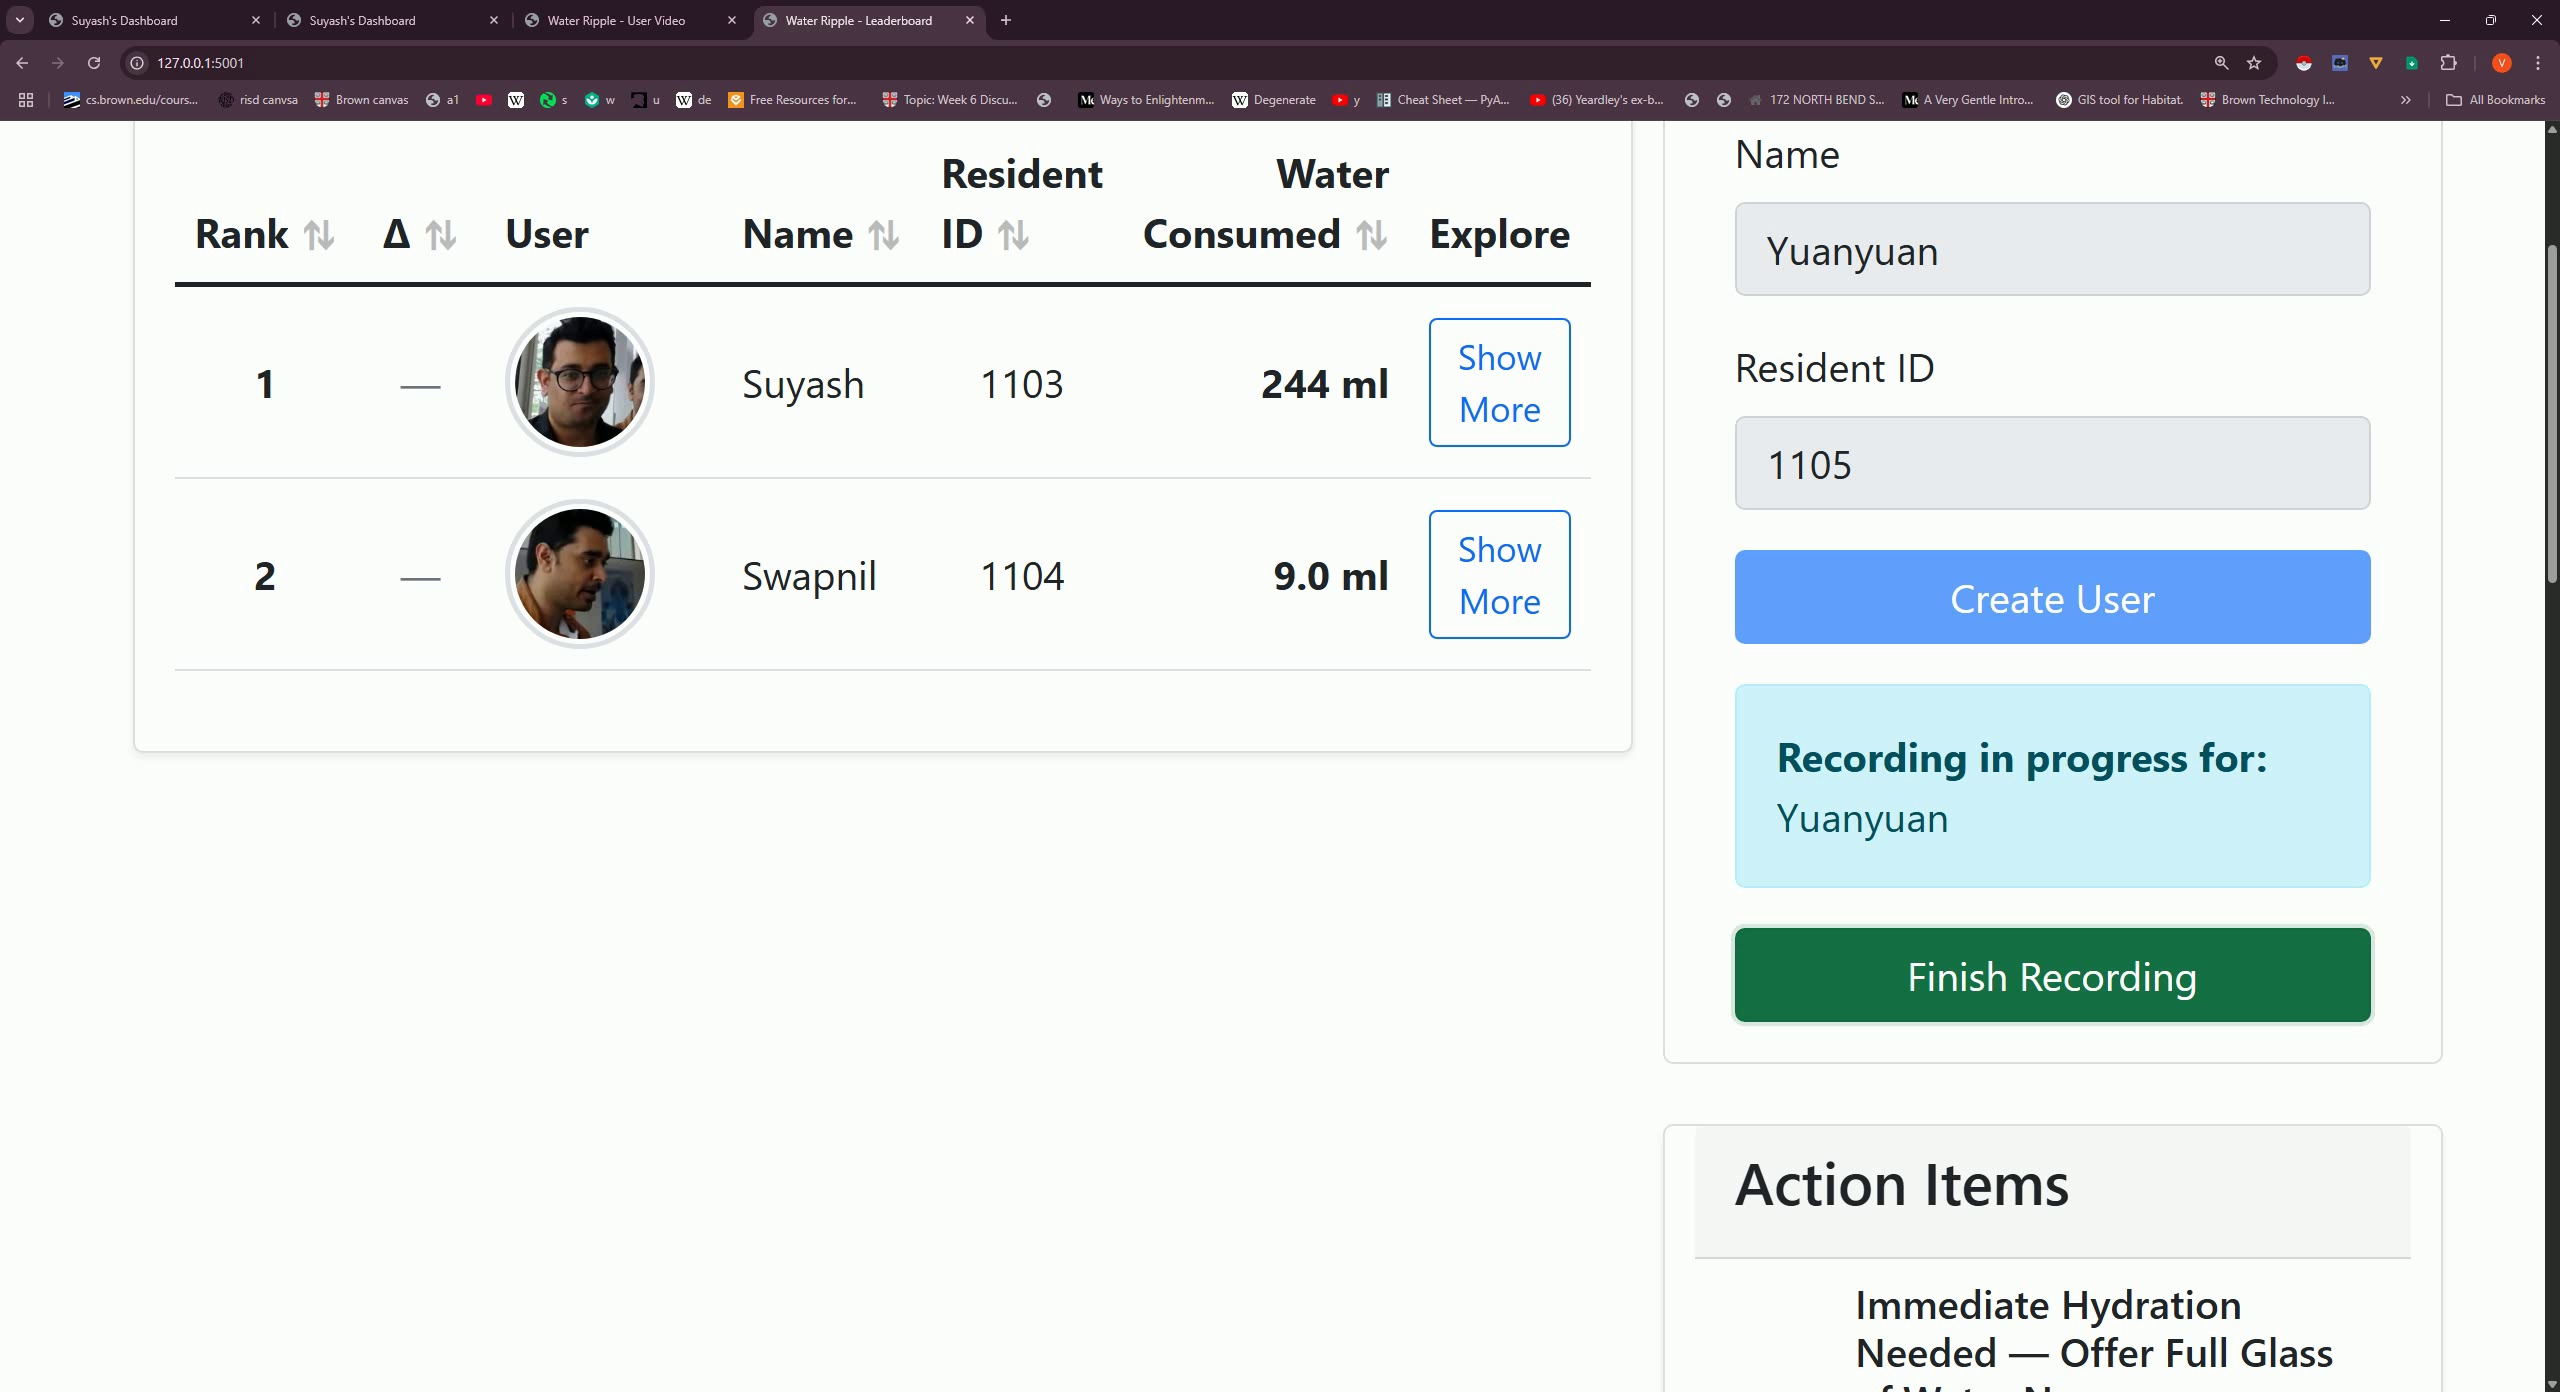 Suyash's Dashboard
Suyash's Dashboard
Water Ripple - User Video
Water Ripple - Leaderboard
127.0.0.1:5001
cs.brown.edu/cours...
risd canvsa
Brown canvas
a1
s
w
u
de
Free Resources for...
Topic: Week 6 Discu...
Ways to Enlightenm...
Degenerate
y
Cheat Sheet — PyA...
(36) Yeardley's ex-b...
172 NORTH BEND S...
A Very Gentle Intro...
GIS tool for Habitat.
Brown Technology I...
All Bookmarks
Rank Δ User Name Resident ID Water Consumed Explore
1 — Suyash 1103 244 ml Show More
2 — Swapnil 1104 9.0 ml Show More
Name
Yuanyuan
Resident ID
1105
Create User
Recording in progress for:
Yuanyuan
Finish Recording
Action Items
Immediate Hydration
Needed — Offer Full Glass